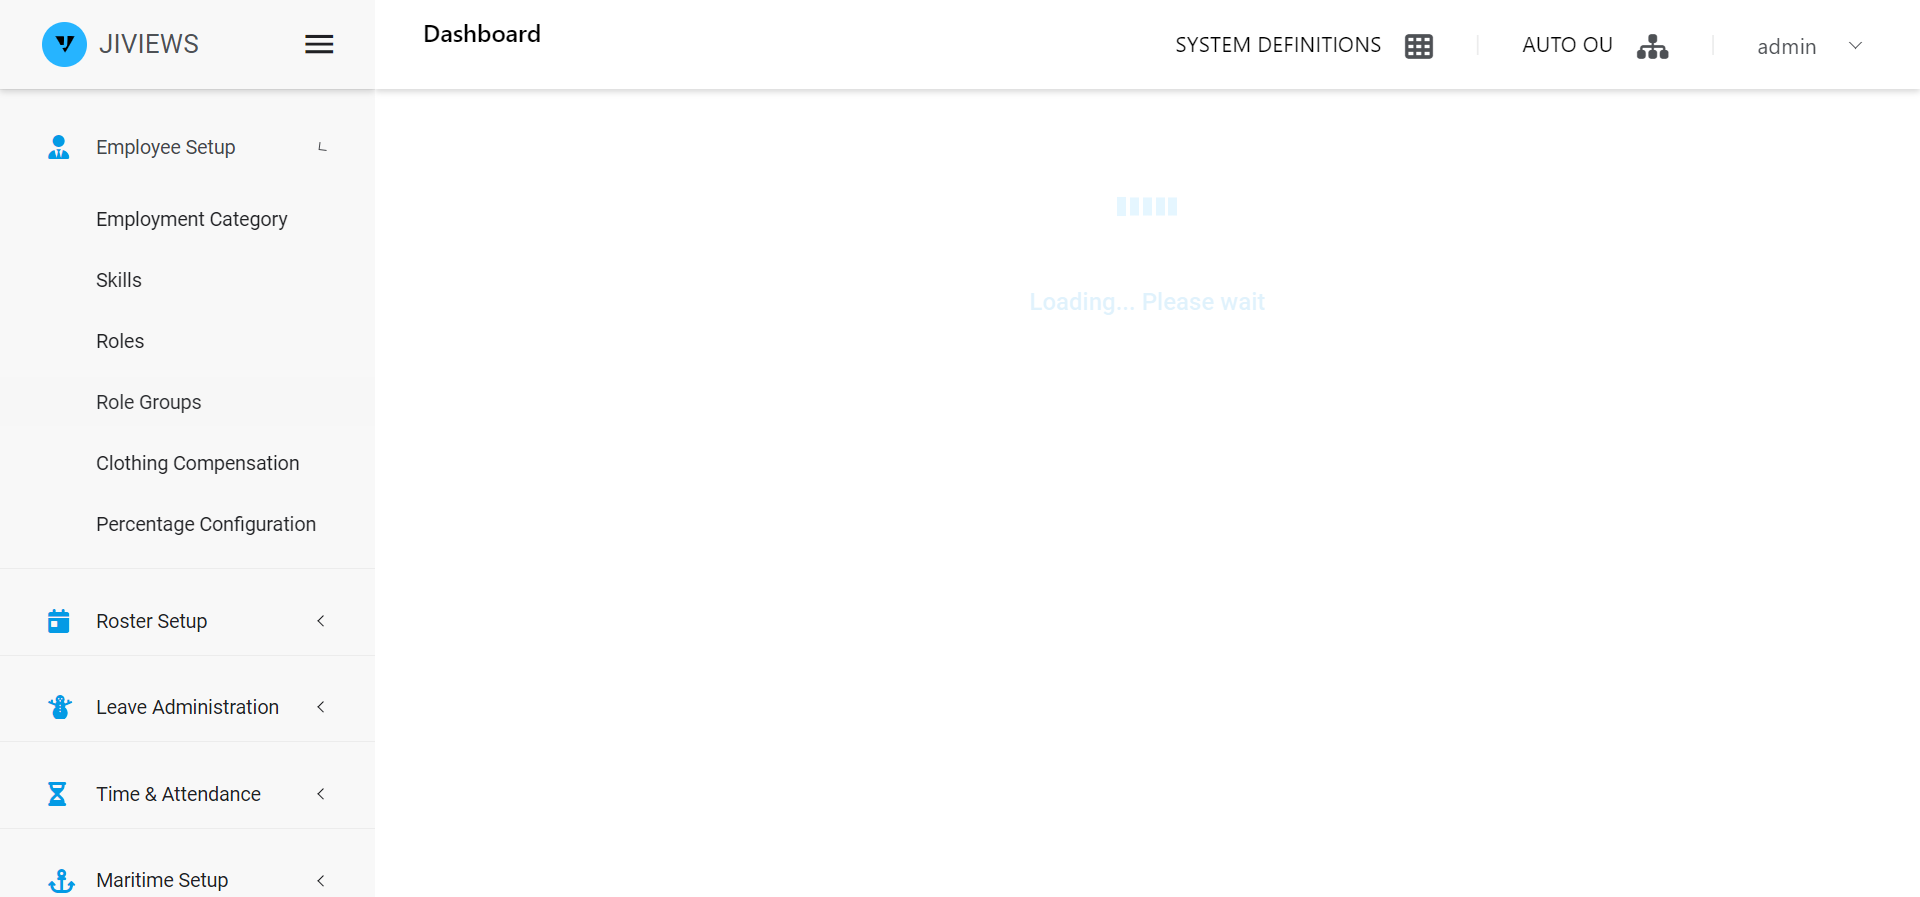 JIVIEWS
Dashboard
SYSTEM DEFINITIONS
AUTO OU
admin
Employee Setup
Employment Category
Skills
Roles
Role Groups
Clothing Compensation
Percentage Configuration
Roster Setup
Leave Administration
Time & Attendance
Maritime Setup
Loading... Please wait